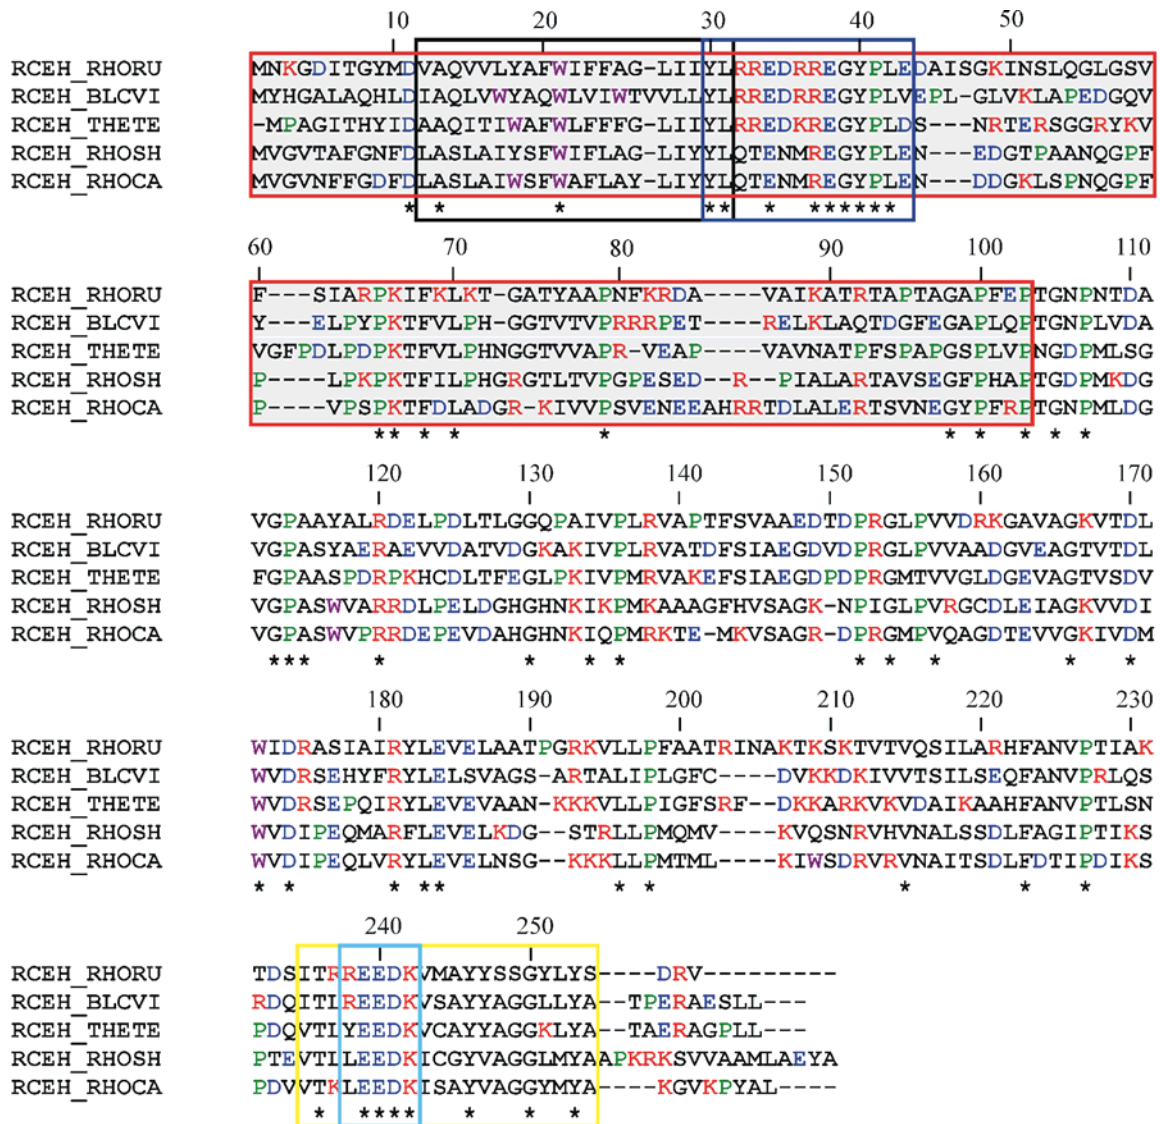 10 20 30 40 50
RCEH_RHORU MNKGDITGYMDVAQVVLYAFWIFFAG-LIIYLRREDRREGYPLEDAISGKINSLQGLGSV
RCEH_BLCVI MYHGALAQHLDIAQLVWYAQWLVIWTVVLLYLRREDRREGYPLVEPL-GLVKLAPEDGQV
RCEH_THETE -MPAGITHYIDAAQITIWAFWLFFFG-LIIYLRREDKREGYPLDS---NRTERSGGRYKV
RCEH_RHOSH MVGVTAFGNFDLASLAIYSFWIFLAG-LIYYLQTENMREGYPLEN---EDGTPAANQGPF
RCEH_RHOCA MVGVNFFGDFDLASLAIWSFWAFLAY-LIYYLQTENMREGYPLEN---DDGKLSPNQGPF
* * * ** * ******
60 70 80 90 100 110
RCEH_RHORU F---SIARPKIFKLKT-GATYAAPNFKRDA----VAIKATRTAPTAGAPFEPTGNPNTDA
RCEH_BLCVI Y---ELPYPKTFVLPH-GGTVTVPRRRPET----RELKLAQTDGFEGAPLQPTGNPLVDA
RCEH_THETE VGFPDLPDPKTFVLPHNGGTVVAPR-VEAP----VAVNATPFSPAPGSPLVPNGDPMLSG
RCEH_RHOSH P---LPKPKTFILPHGRGTLTVPGPESED--R--PIALARTAVSEGFPHAPTGDPMKDG
RCEH_RHOCA P---VPSPKTFDLADGR-KIVVPSVENEEAHRRTDLALERTSVNEGYPFRPTGNPMLDG
** * * * * * * * *
120 130 140 150 160 170
RCEH_RHORU VGPAAYALRDELPDLTLGGQPAIVPLRVAPTFSVAAEDTDPRGLPVVDRKGAVAGKVTDL
RCEH_BLCVI VGPASYAERAEVVDATVDGKAKIVPLRVATDFSIAEGDVDPRGLPVVAADGVEAGTVTDL
RCEH_THETE FGPAASPDRPKHCDLTFEGLPKIVPMRVAKEFSIAEGDPDPRGMTVVGLDGEVAGTVSDV
RCEH_RHOSH VGPASWVARRDLPELDGHGHNKIKPMKAAAGFHVSAGK-NPIGLPVRGCDLEIAGKVVDI
RCEH_RHOCA VGPASWVPRRDEPEVDAHGHNKIQPMRKTE-MKVSAGR-DPRGMPVQAGDTEVVGKIVDM
*** * * * * * * * * *
180 190 200 210 220 230
RCEH_RHORU WIDRASIAIRYLEVELAATPGRKVLLPFAATRINAKTKSKTVTVQSILARHFANVPTIAK
RCEH_BLCVI WVDRSEHYFRYLELSVAGS-ARTALIPLGFC----DVKKDKIVVTSILSEQFANVPRLQS
RCEH_THETE WVDRSEPQIRYLEVEVAAN-KKKVLLPIGFSRF--DKKARKVKVDAIKAAHFANVPTLSN
RCEH_RHOSH WVDIPEQMARFLEVELKDG--STRLLPMQMV----KVQSNRVHVNALSSDLFAGIPTIKS
RCEH_RHOCA WVDIPEQLVRYLEVELNSG--KKKLLPMTML----KIWSDRVRVNAITSDLFDTIPDIKS
* * * ** * * * * *
240 250
RCEH_RHORU TDSITRREEDKVMAYYSSGYLYS----DRV---------
RCEH_BLCVI RDQITLREEDKVSAYYAGGLLYA--TPERAESLL---
RCEH_THETE PDQVTLYEEDKVCAYYAGGKLYA--TAERAGPLL---
RCEH_RHOSH PTEVTLLEEDKICGYVAGGLMYAAPKRKSVVAAMLAEYA
RCEH_RHOCA PDVVTKLEEDKISAYVAGGYMYA----KGVKPYAL----
* **** * * *